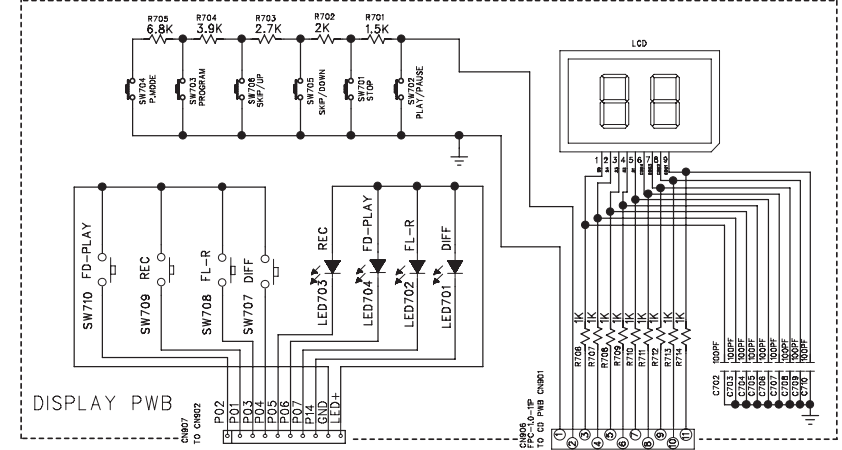 R705 R704 R703 R702 R701
6.8K 3.9K 2.7K 2K 1.5K
SW704 P.MODE
SW703 PROGRAM
SW706 SKIP/UP
SW705 SKIP/DOWN
SW701 STOP
SW702 PLAY/PAUSE
LCD
1 2 3 4 5 6 7 8 9
SW710 FD-PLAY
SW709 REC
SW708 FL-R
SW707 DIFF
LED703 REC
LED704 FD-PLAY
LED702 FL-R
LED701 DIFF
1K 1K 1K 1K 1K 1K 1K 1K 1K
R706 R707 R708 R709 R710 R711 R712 R713 R714
100PF 100PF 100PF 100PF 100PF 100PF 100PF 100PF
C702 C703 C704 C705 C706 C707 C708 C709 C710
DISPLAY PWB
CN907
TO CN902
P02 P01 P03 P04 P05 P06 P07 P14 GND LED+
CN906
FPC-1.0-11P
TO CD PWB CN901
1 2 3 4 5 6 7 8 9 10 11